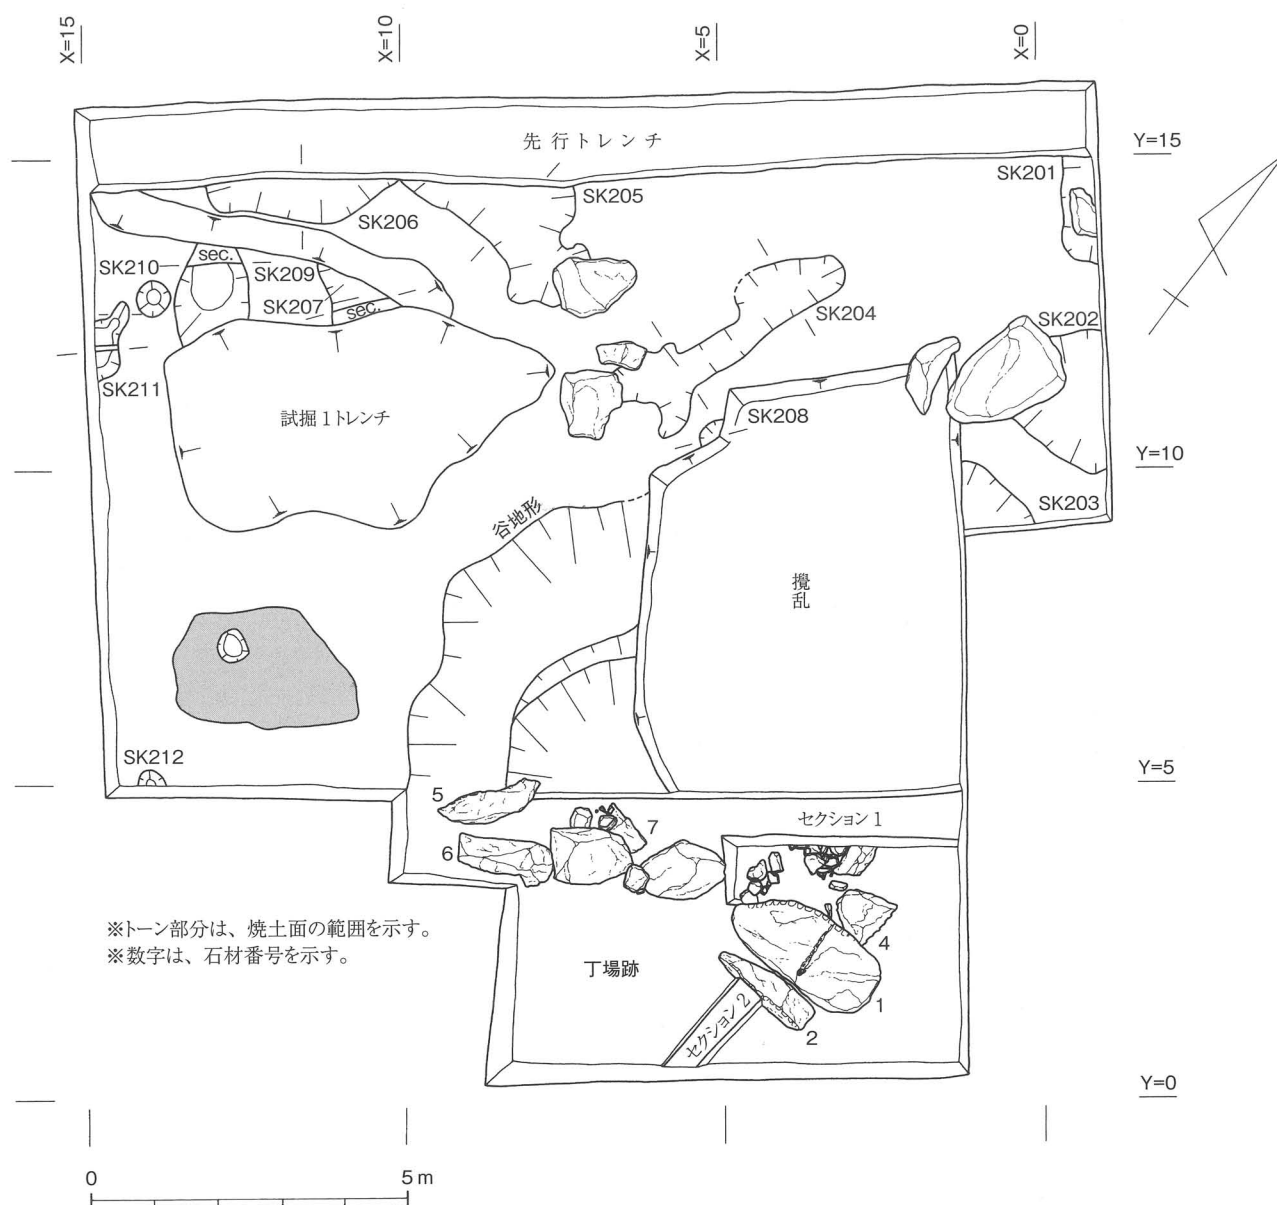 X=15
X=10
X=5
X=0
先行トレンチ
Y=15
SK201
SK205
SK206
sec.
SK210
SK209
SK207
sec.
SK204
SK202
SK211
試掘1トレンチ
SK208
Y=10
SK203
谷地形
攪乱
SK212
Y=5
5
7
セクション1
6
4
※トーン部分は、焼土面の範囲を示す。
※数字は、石材番号を示す。
丁場跡
1
セクション2
2
Y=0
0
5 m